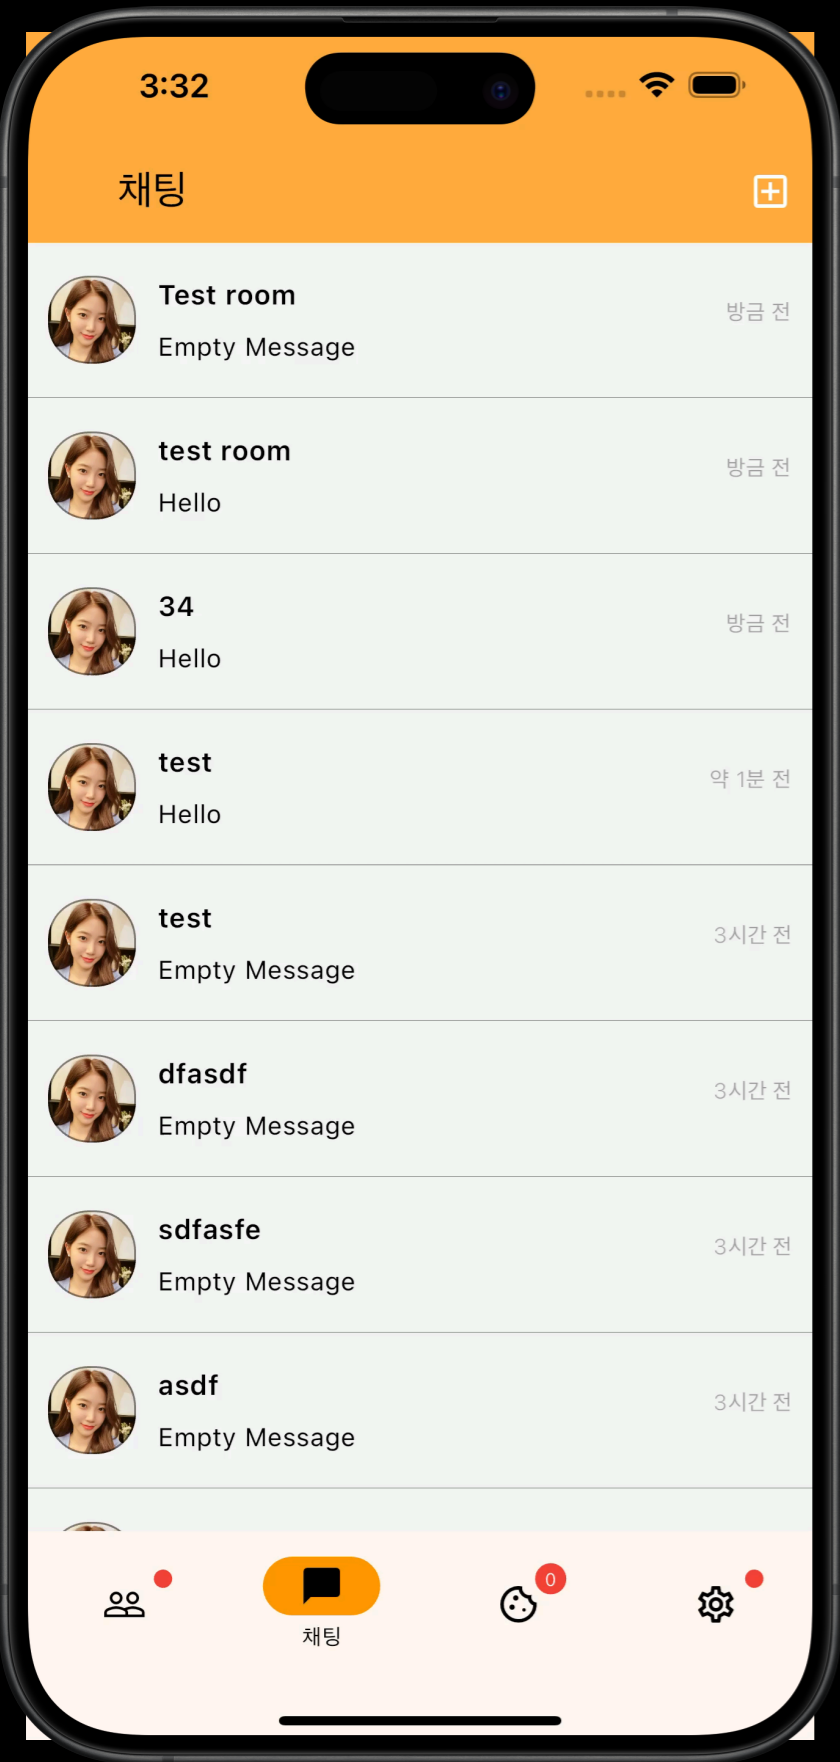 3:32
채팅
Test room
방금 전
Empty Message
test room
방금 전
Hello
34
방금 전
Hello
test
약 1분 전
Hello
test
3시간 전
Empty Message
dfasdf
3시간 전
Empty Message
sdfasfe
3시간 전
Empty Message
asdf
3시간 전
Empty Message
0
채팅